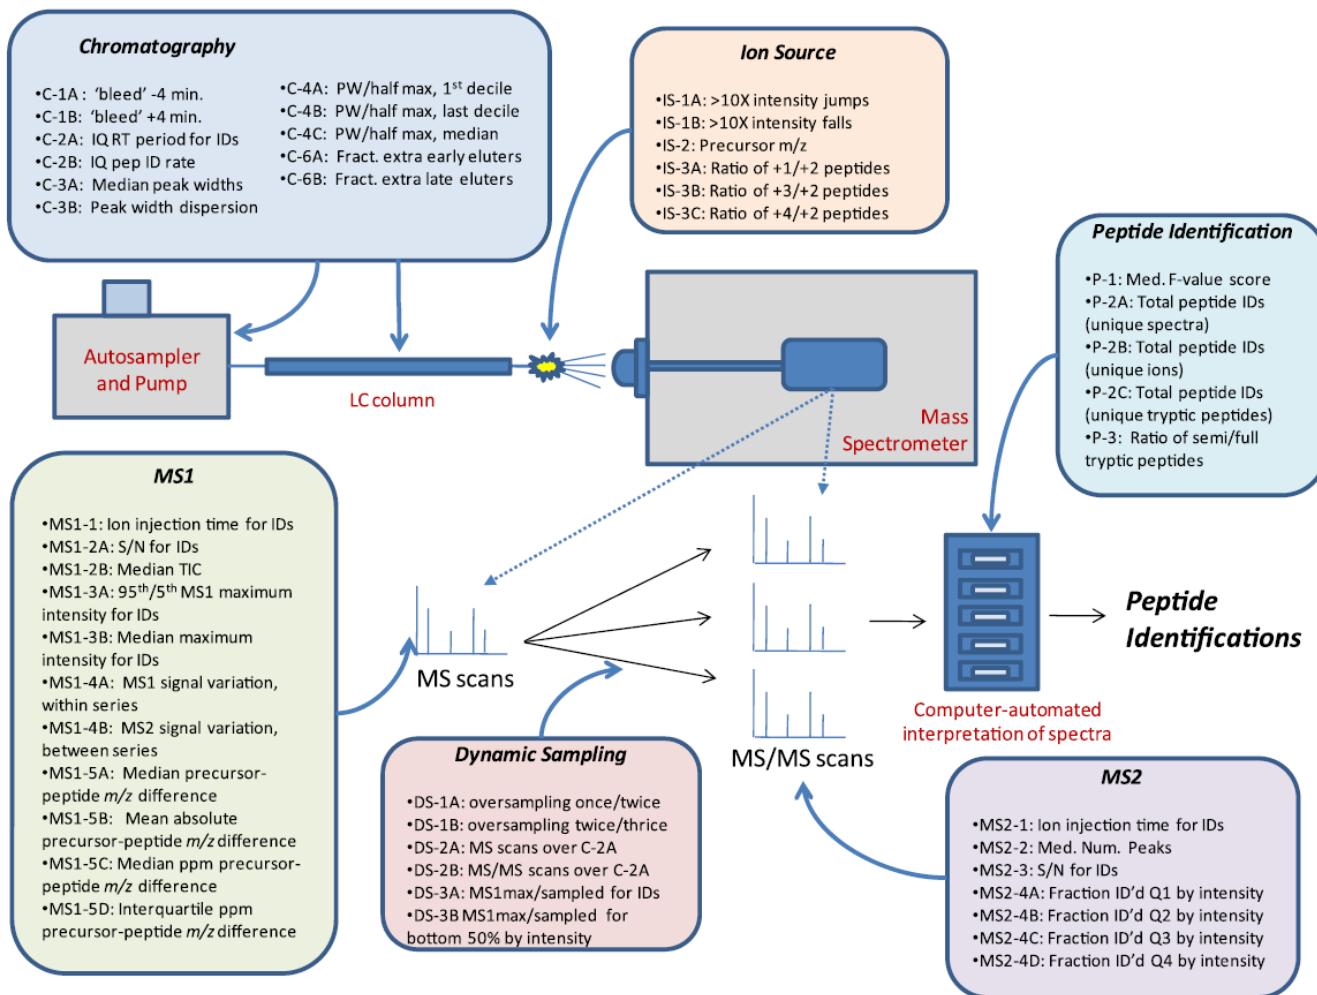 Chromatography
•C-1A : ‘bleed’ -4 min.
•C-1B: ‘bleed’ +4 min.
•C-2A: IQ RT period for IDs
•C-2B: IQ pep ID rate
•C-3A: Median peak widths
•C-3B: Peak width dispersion
•C-4A: PW/half max, 1st decile
•C-4B: PW/half max, last decile
•C-4C: PW/half max, median
•C-6A: Fract. extra early eluters
•C-6B: Fract. extra late eluters
Ion Source
•IS-1A: >10X intensity jumps
•IS-1B: >10X intensity falls
•IS-2: Precursor m/z
•IS-3A: Ratio of +1/+2 peptides
•IS-3B: Ratio of +3/+2 peptides
•IS-3C: Ratio of +4/+2 peptides
Peptide Identification
•P-1: Med. F-value score
•P-2A: Total peptide IDs
(unique spectra)
•P-2B: Total peptide IDs
(unique ions)
•P-2C: Total peptide IDs
(unique tryptic peptides)
•P-3: Ratio of semi/full
tryptic peptides
Autosampler
and Pump
LC column
Mass
Spectrometer
MS1
•MS1-1: Ion injection time for IDs
•MS1-2A: S/N for IDs
•MS1-2B: Median TIC
•MS1-3A: 95th/5th MS1 maximum
intensity for IDs
•MS1-3B: Median maximum
intensity for IDs
•MS1-4A: MS1 signal variation,
within series
•MS1-4B: MS2 signal variation,
between series
•MS1-5A: Median precursor-
peptide m/z difference
•MS1-5B: Mean absolute
precursor-peptide m/z difference
•MS1-5C: Median ppm precursor-
peptide m/z difference
•MS1-5D: Interquartile ppm
precursor-peptide m/z difference
MS scans
MS/MS scans
Computer-automated
interpretation of spectra
Peptide
Identifications
Dynamic Sampling
•DS-1A: oversampling once/twice
•DS-1B: oversampling twice/thrice
•DS-2A: MS scans over C-2A
•DS-2B: MS/MS scans over C-2A
•DS-3A: MS1max/sampled for IDs
•DS-3B MS1max/sampled for
bottom 50% by intensity
MS2
•MS2-1: Ion injection time for IDs
•MS2-2: Med. Num. Peaks
•MS2-3: S/N for IDs
•MS2-4A: Fraction ID’d Q1 by intensity
•MS2-4B: Fraction ID’d Q2 by intensity
•MS2-4C: Fraction ID’d Q3 by intensity
•MS2-4D: Fraction ID’d Q4 by intensity